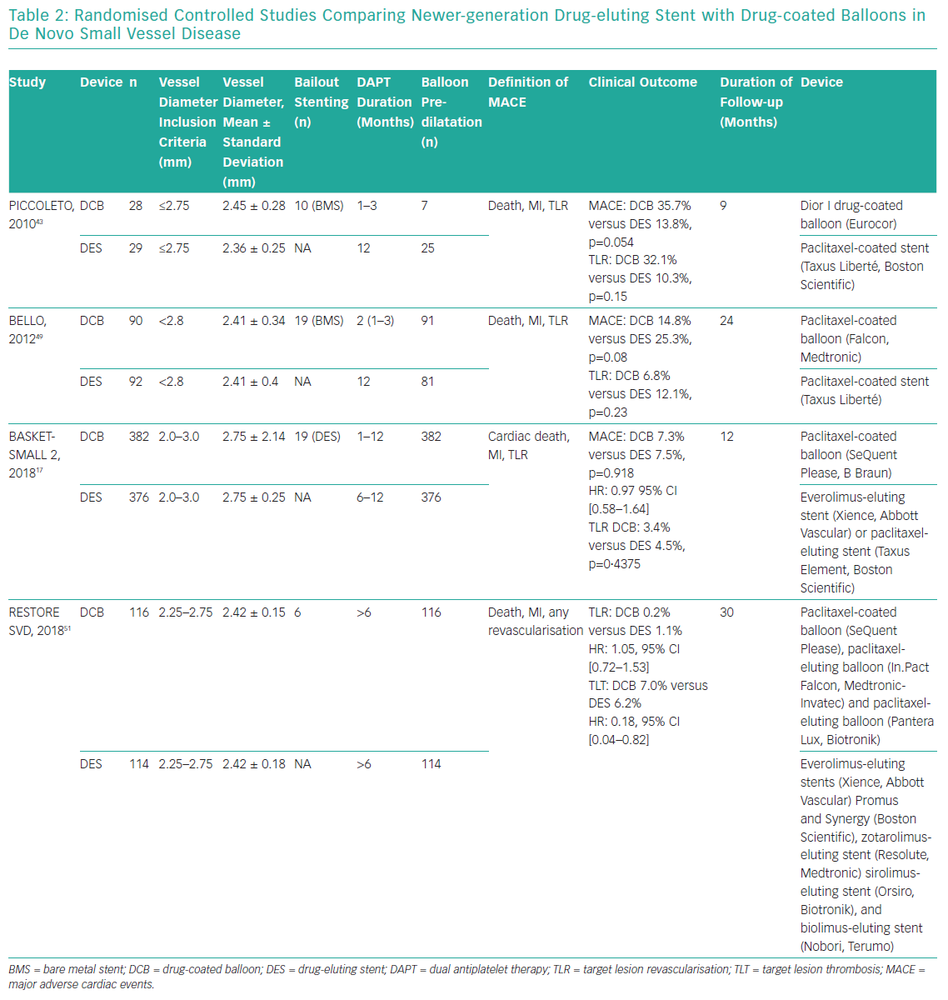 Table 2: Randomised Controlled Studies Comparing Newer-generation Drug-eluting Stent with Drug-coated Balloons in
De Novo Small Vessel Disease
Study Device n Vessel Diameter Inclusion Criteria (mm) Vessel Diameter, Mean ± Standard Deviation (mm) Bailout Stenting (n) DAPT Duration (Months) Balloon Pre-dilatation (n) Definition of MACE Clinical Outcome Duration of Follow-up (Months) Device
PICCOLETO, 2010⁴³ DCB 28 ≤2.75 2.45 ± 0.28 10 (BMS) 1–3 7 Death, MI, TLR MACE: DCB 35.7% versus DES 13.8%, p=0.054 TLR: DCB 32.1% versus DES 10.3%, p=0.15 9 Dior I drug-coated balloon (Eurocor)
DES 29 ≤2.75 2.36 ± 0.25 NA 12 25 Paclitaxel-coated stent (Taxus Liberté, Boston Scientific)
BELLO, 2012⁴⁹ DCB 90 <2.8 2.41 ± 0.34 19 (BMS) 2 (1–3) 91 Death, MI, TLR MACE: DCB 14.8% versus DES 25.3%, p=0.08 TLR: DCB 6.8% versus DES 12.1%, p=0.23 24 Paclitaxel-coated balloon (Falcon, Medtronic)
DES 92 <2.8 2.41 ± 0.4 NA 12 81 Paclitaxel-coated stent (Taxus Liberté)
BASKET-SMALL 2, 2018¹⁷ DCB 382 2.0–3.0 2.75 ± 2.14 19 (DES) 1–12 382 Cardiac death, MI, TLR MACE: DCB 7.3% versus DES 7.5%, p=0.918 HR: 0.97 95% CI [0.58–1.64] TLR DCB: 3.4% versus DES 4.5%, p=0·4375 12 Paclitaxel-coated balloon (SeQuent Please, B Braun)
DES 376 2.0–3.0 2.75 ± 0.25 NA 6–12 376 Everolimus-eluting stent (Xience, Abbott Vascular) or paclitaxel-eluting stent (Taxus Element, Boston Scientific)
RESTORE SVD, 2018⁵¹ DCB 116 2.25–2.75 2.42 ± 0.15 6 >6 116 Death, MI, any revascularisation TLR: DCB 0.2% versus DES 1.1% HR: 1.05, 95% CI [0.72–1.53] TLT: DCB 7.0% versus DES 6.2% HR: 0.18, 95% CI [0.04–0.82] 30 Paclitaxel-coated balloon (SeQuent Please), paclitaxel-eluting balloon (In.Pact Falcon, Medtronic-Invatec) and paclitaxel-eluting balloon (Pantera Lux, Biotronik)
DES 114 2.25–2.75 2.42 ± 0.18 NA >6 114 Everolimus-eluting stents (Xience, Abbott Vascular) Promus and Synergy (Boston Scientific), zotarolimus-eluting stent (Resolute, Medtronic) sirolimus-eluting stent (Orsiro, Biotronik), and biolimus-eluting stent (Nobori, Terumo)
BMS = bare metal stent; DCB = drug-coated balloon; DES = drug-eluting stent; DAPT = dual antiplatelet therapy; TLR = target lesion revascularisation; TLT = target lesion thrombosis; MACE =
major adverse cardiac events.